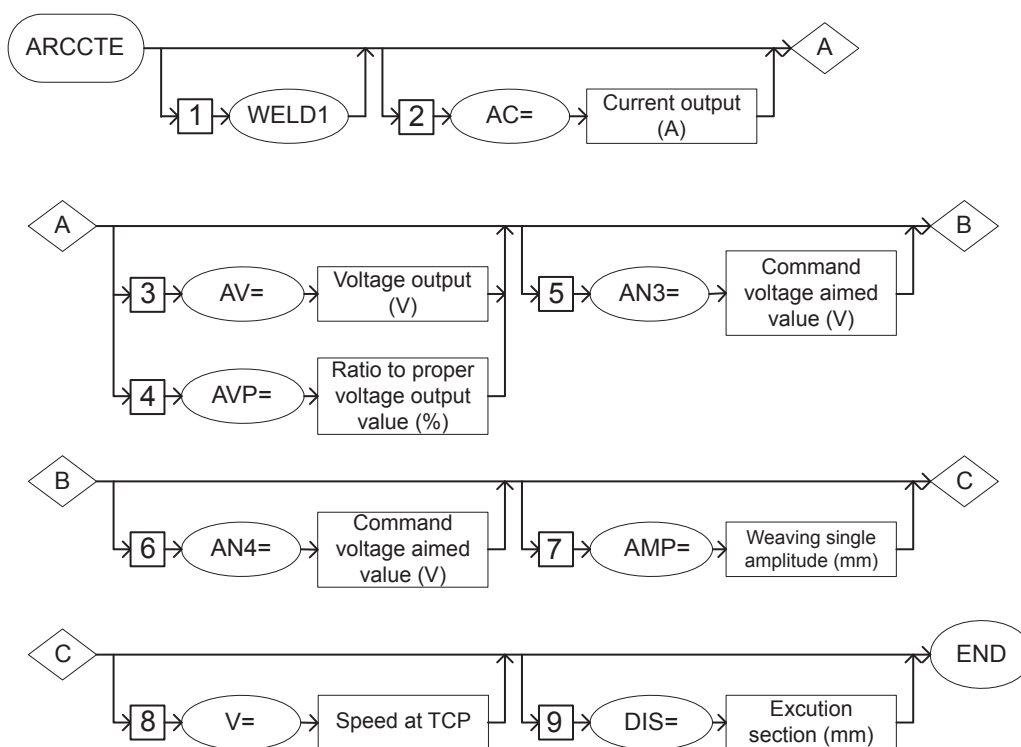 ARCCTE
A
1
WELD1
2
AC=
Current output
(A)
A
B
3
AV=
Voltage output
(V)
5
AN3=
Command
voltage aimed
value (V)
4
AVP=
Ratio to proper
voltage output
value (%)
B
C
6
AN4=
Command
voltage aimed
value (V)
7
AMP=
Weaving single
amplitude (mm)
C
END
8
V=
Speed at TCP
9
DIS=
Excution
section (mm)